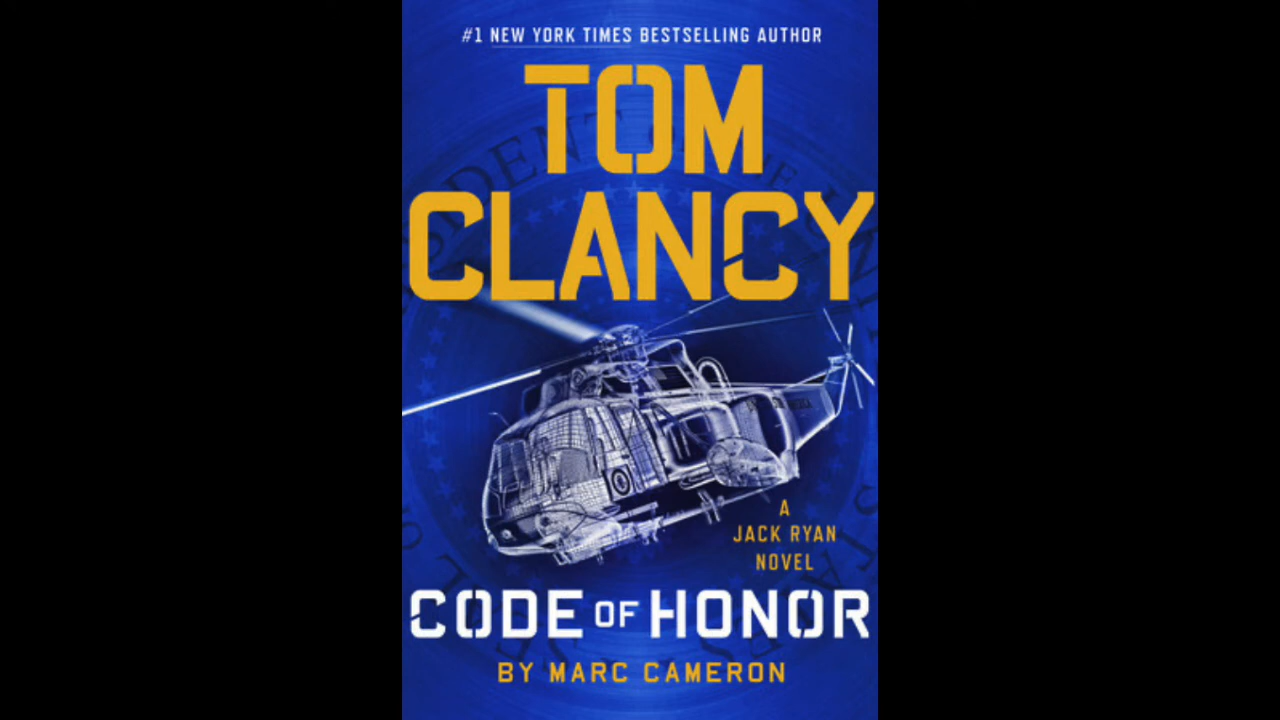 #1 NEW YORK TIMES BESTSELLING AUTHOR
TOM
CLANCY
A
JACK RYAN
NOVEL
CODE OF HONOR
BY MARC CAMERON